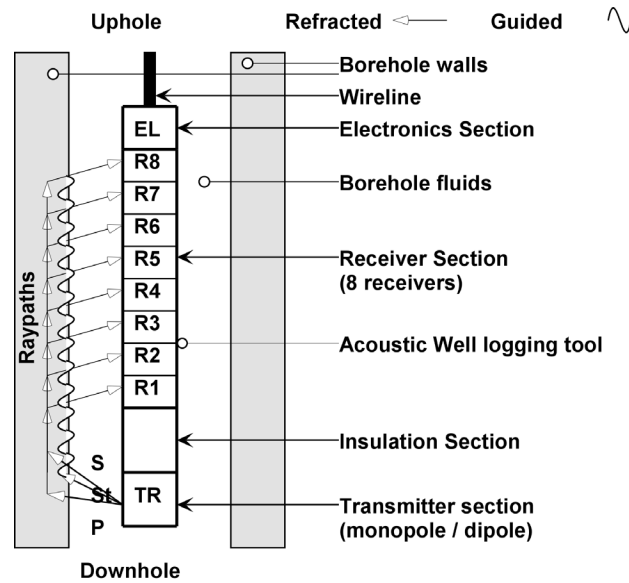 Uphole
Refracted
Guided
Borehole walls
Wireline
EL
Electronics Section
R8
R7
Borehole fluids
R6
R5
Receiver Section
(8 receivers)
R4
R3
R2
Acoustic Well logging tool
R1
Raypaths
Insulation Section
S
St
P
TR
Transmitter section
(monopole / dipole)
Downhole